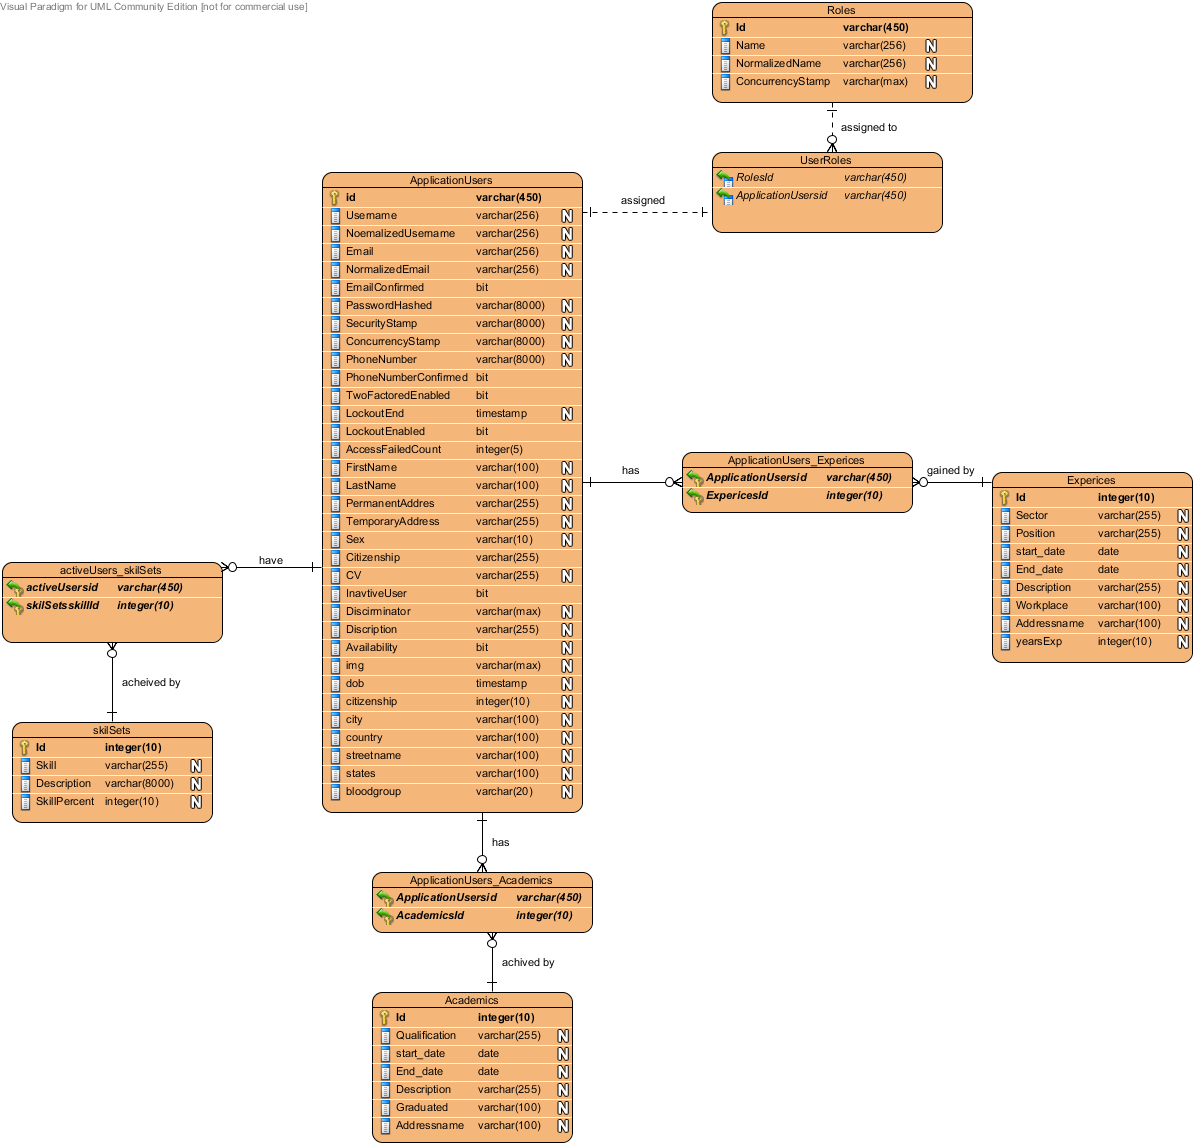 Visual Paradigm for UML Community Edition [not for commercial use]
Roles
Id varchar(450)
Name varchar(256) N
NormalizedName varchar(256) N
ConcurrencyStamp varchar(max) N
assigned to
UserRoles
RolesId varchar(450)
ApplicationUsersid varchar(450)
assigned
ApplicationUsers
id varchar(450)
Username varchar(256) N
NoemalizedUsername varchar(256) N
Email varchar(256) N
NormalizedEmail varchar(256) N
EmailConfirmed bit
PasswordHashed varchar(8000) N
SecurityStamp varchar(8000) N
ConcurrencyStamp varchar(8000) N
PhoneNumber varchar(8000) N
PhoneNumberConfirmed bit
TwoFactoredEnabled bit
LockoutEnd timestamp N
LockoutEnabled bit
AccessFailedCount integer(5)
FirstName varchar(100) N
LastName varchar(100) N
PermanentAddres varchar(255) N
TemporaryAddress varchar(255) N
Sex varchar(10) N
Citizenship varchar(255)
CV varchar(255) N
InavtiveUser bit
Discirminator varchar(max) N
Discription varchar(255) N
Availability bit N
img varchar(max) N
dob timestamp N
citizenship integer(10) N
city varchar(100) N
country varchar(100) N
streetname varchar(100) N
states varchar(100) N
bloodgroup varchar(20) N
has
ApplicationUsers_Experices
ApplicationUsersid varchar(450)
ExpericesId integer(10)
gained by
Experices
Id integer(10)
Sector varchar(255) N
Position varchar(255) N
start_date date N
End_date date N
Description varchar(255) N
Workplace varchar(100) N
Addressname varchar(100) N
yearsExp integer(10) N
have
activeUsers_skilSets
activeUsersid varchar(450)
skilSetsskillId integer(10)
acheived by
skilSets
Id integer(10)
Skill varchar(255) N
Description varchar(8000) N
SkillPercent integer(10) N
has
ApplicationUsers_Academics
ApplicationUsersid varchar(450)
AcademicsId integer(10)
achived by
Academics
Id integer(10)
Qualification varchar(255) N
start_date date N
End_date date N
Description varchar(255) N
Graduated varchar(100) N
Addressname varchar(100) N